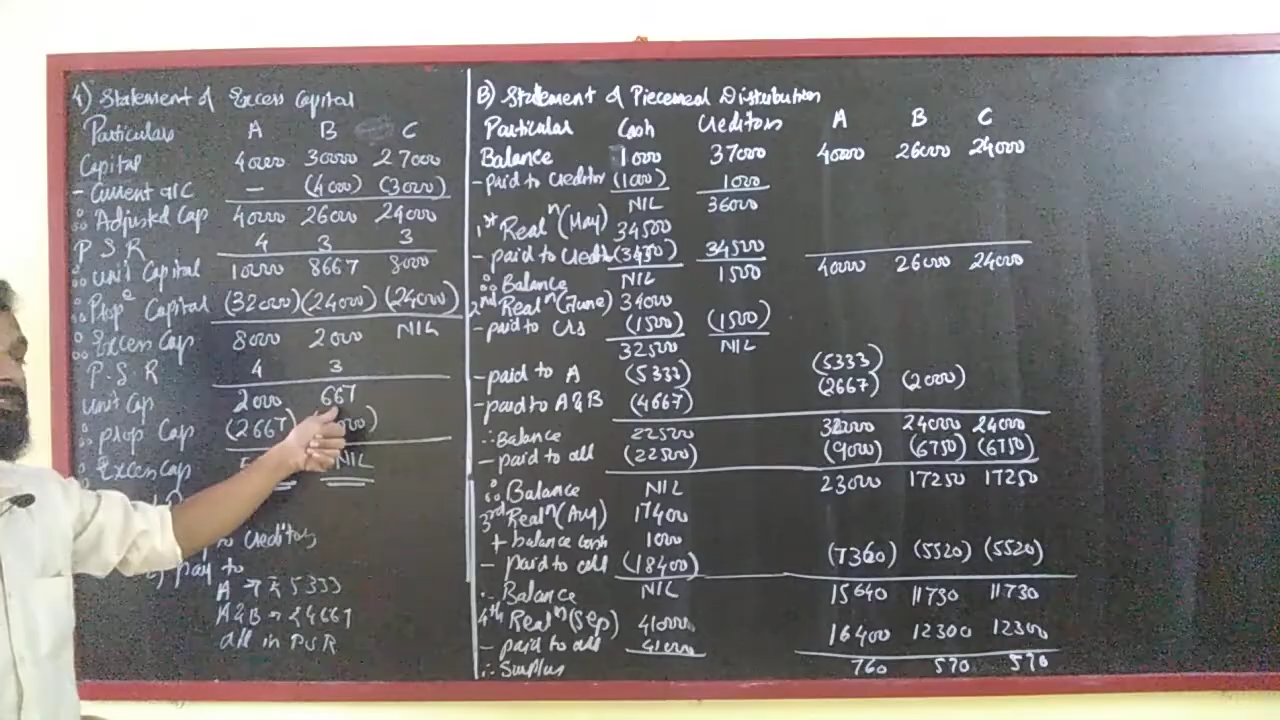 A) Statement of Excess Capital
Particulars A B C
Capital 40000 30000 27000
- Current a/c — (4000) (3000)
∴ Adjusted Cap 40000 26000 24000
P S R 4 3 3
∴ Unit Capital 10000 8667 8000
∴ Propᵉ Capital (32000) (24000) (24000)
∴ Excess Cap 8000 2000 NIL
P.S.R 4 3
Unit Cap 2000 667
∴ Prop Cap (2667)
∴ Excess Cap NIL
to Creditors
pay to
A → ₹ 5333
A&B → ₹ 4667
all in PSR
B) Statement of Piecemeal Distribution
Particular Cash Creditors A B C
Balance 1000 37000 40000 26000 24000
- paid to creditor (1000) 1000
NIL 36000
1st Realⁿ (May) 34500
- paid to Credit 34500
∴ Balance NIL 1500 40000 26000 24000
2nd Realⁿ (June) 34000
- paid to Crs (1500) (1500)
32500 NIL
- paid to A (5333) (5333)
- paid to A&B (4667) (2667) (2000)
∴ Balance 22500 32000 24000 24000
- paid to all (22500) (9000) (6750) (6750)
∴ Balance NIL 23000 17250 17250
3rd Realⁿ (Aug) 17400
+ balance cash 1000
- paid to all (18400) (7360) (5520) (5520)
∴ Balance NIL 15640 11730 11730
4th Realⁿ (Sep) 41000
- paid to all 41000 16400 12300 12300
∴ Surplus 760 570 570